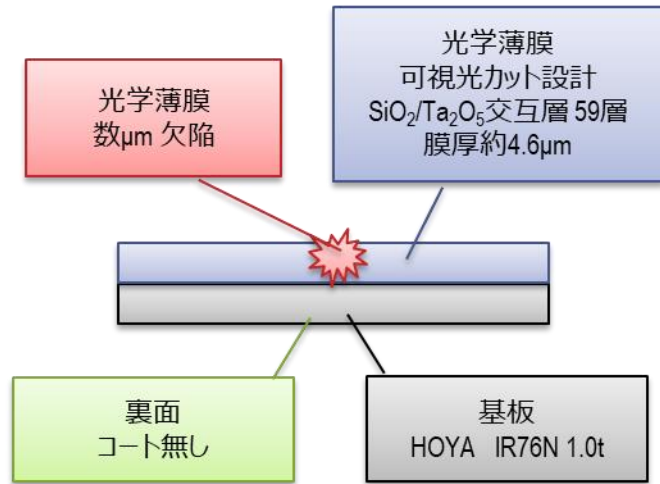 光学薄膜
数μm 欠陥
光学薄膜
可視光カット設計
SiO₂/Ta₂O₅交互層 59層
膜厚約4.6μm
裏面
コート無し
基板
HOYA IR76N 1.0t